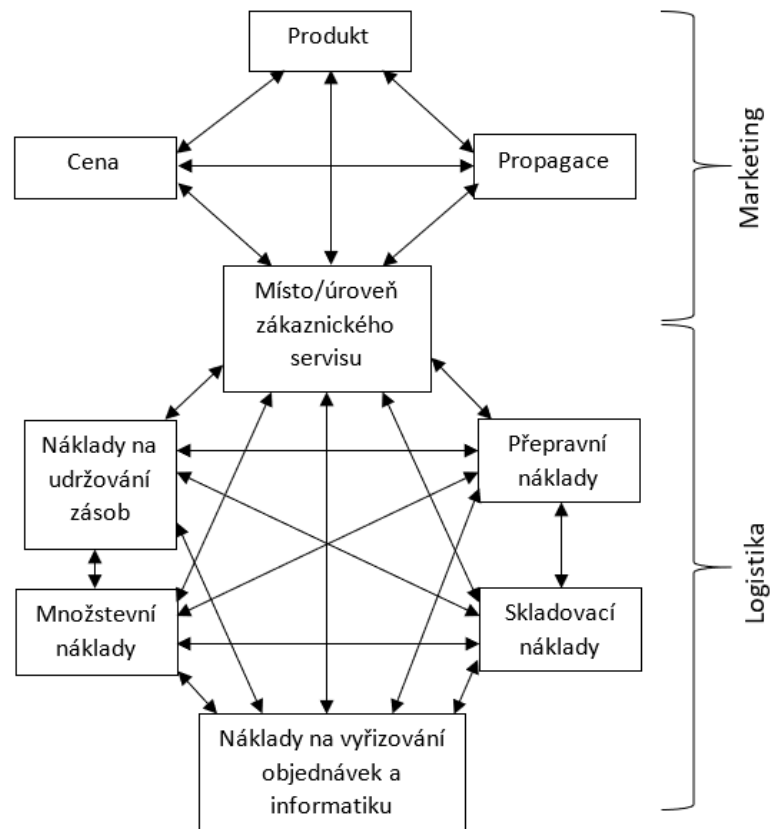 Produkt
Cena
Propagace
Marketing
Místo/úroveň
zákaznického
servisu
Náklady na
udržování
zásob
Přepravní
náklady
Množstevní
náklady
Skladovací
náklady
Náklady na vyřizování
objednávek a
informatiku
Logistika